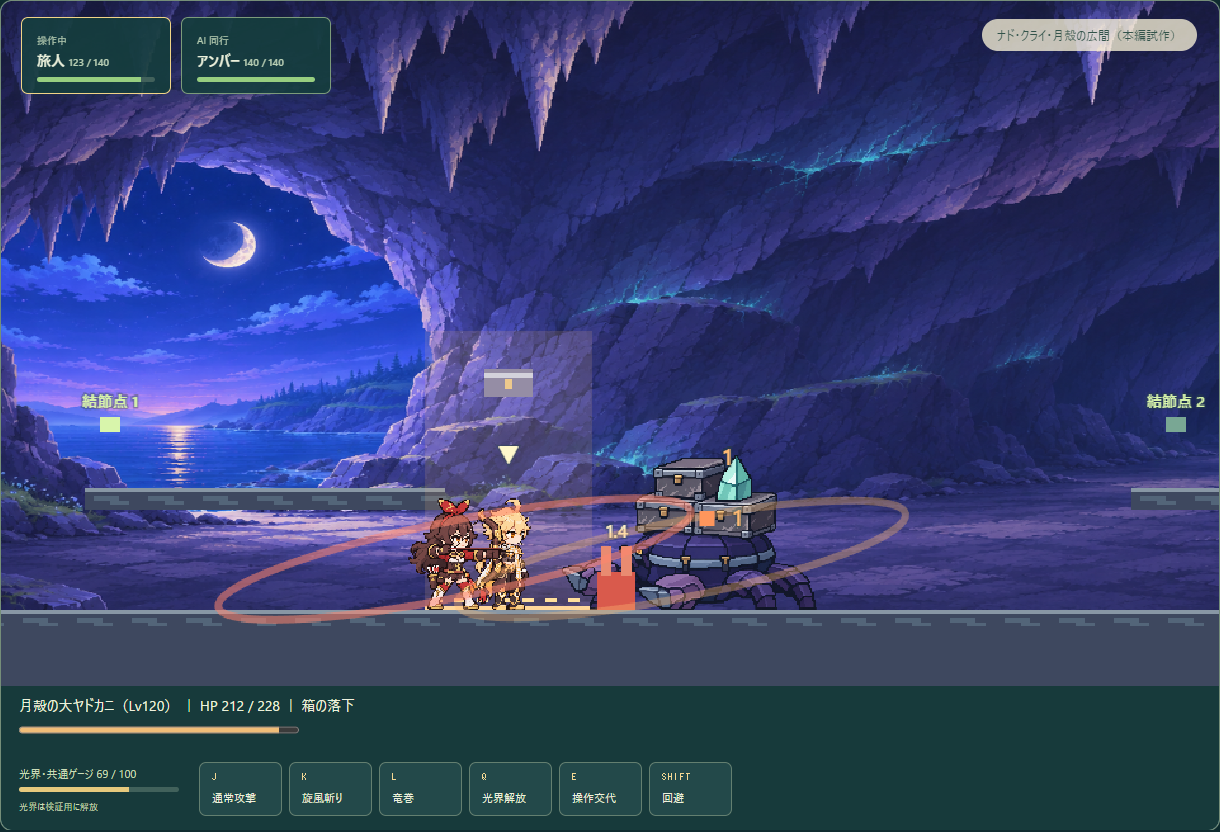 操作中
旅人 123 / 140
AI 同行
アンバー 140 / 140
ナド・クライ・月殻の広間（本編試作）
結節点 1
結節点 2
1
1
1.4
月殻の大ヤドカニ（Lv120） | HP 212 / 228 | 箱の落下
光界・共通ゲージ 69 / 100
光界は検証用に解放
J
通常攻撃
K
旋風斬り
L
竜巻
Q
光界解放
E
操作交代
SHIFT
回避